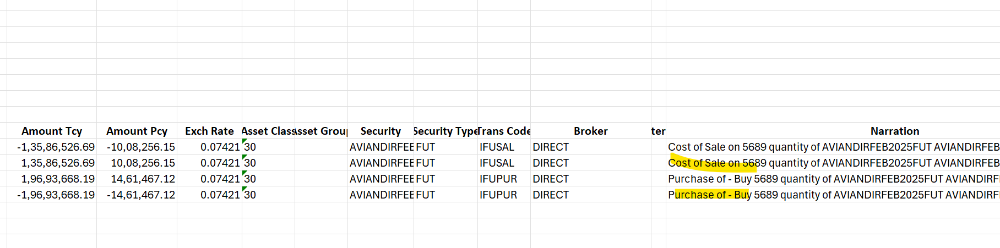 Amount Tcy Amount Pcy Exch Rate Asset Class sset Grou Security Security Type Trans Code Broker ter Narration
-1,35,86,526.69 -10,08,256.15 0.07421 30 AVIANDIRFEE FUT IFUSAL DIRECT Cost of Sale on 5689 quantity of AVIANDIRFEB2025FUT AVIANDIRFEB
1,35,86,526.69 10,08,256.15 0.07421 30 AVIANDIRFEE FUT IFUSAL DIRECT Cost of Sale on 5689 quantity of AVIANDIRFEB2025FUT AVIANDIRFEB
1,96,93,668.19 14,61,467.12 0.07421 30 AVIANDIRFEE FUT IFUPUR DIRECT Purchase of - Buy 5689 quantity of AVIANDIRFEB2025FUT AVIANDIRF
-1,96,93,668.19 -14,61,467.12 0.07421 30 AVIANDIRFEE FUT IFUPUR DIRECT Purchase of - Buy 5689 quantity of AVIANDIRFEB2025FUT AVIANDIRF